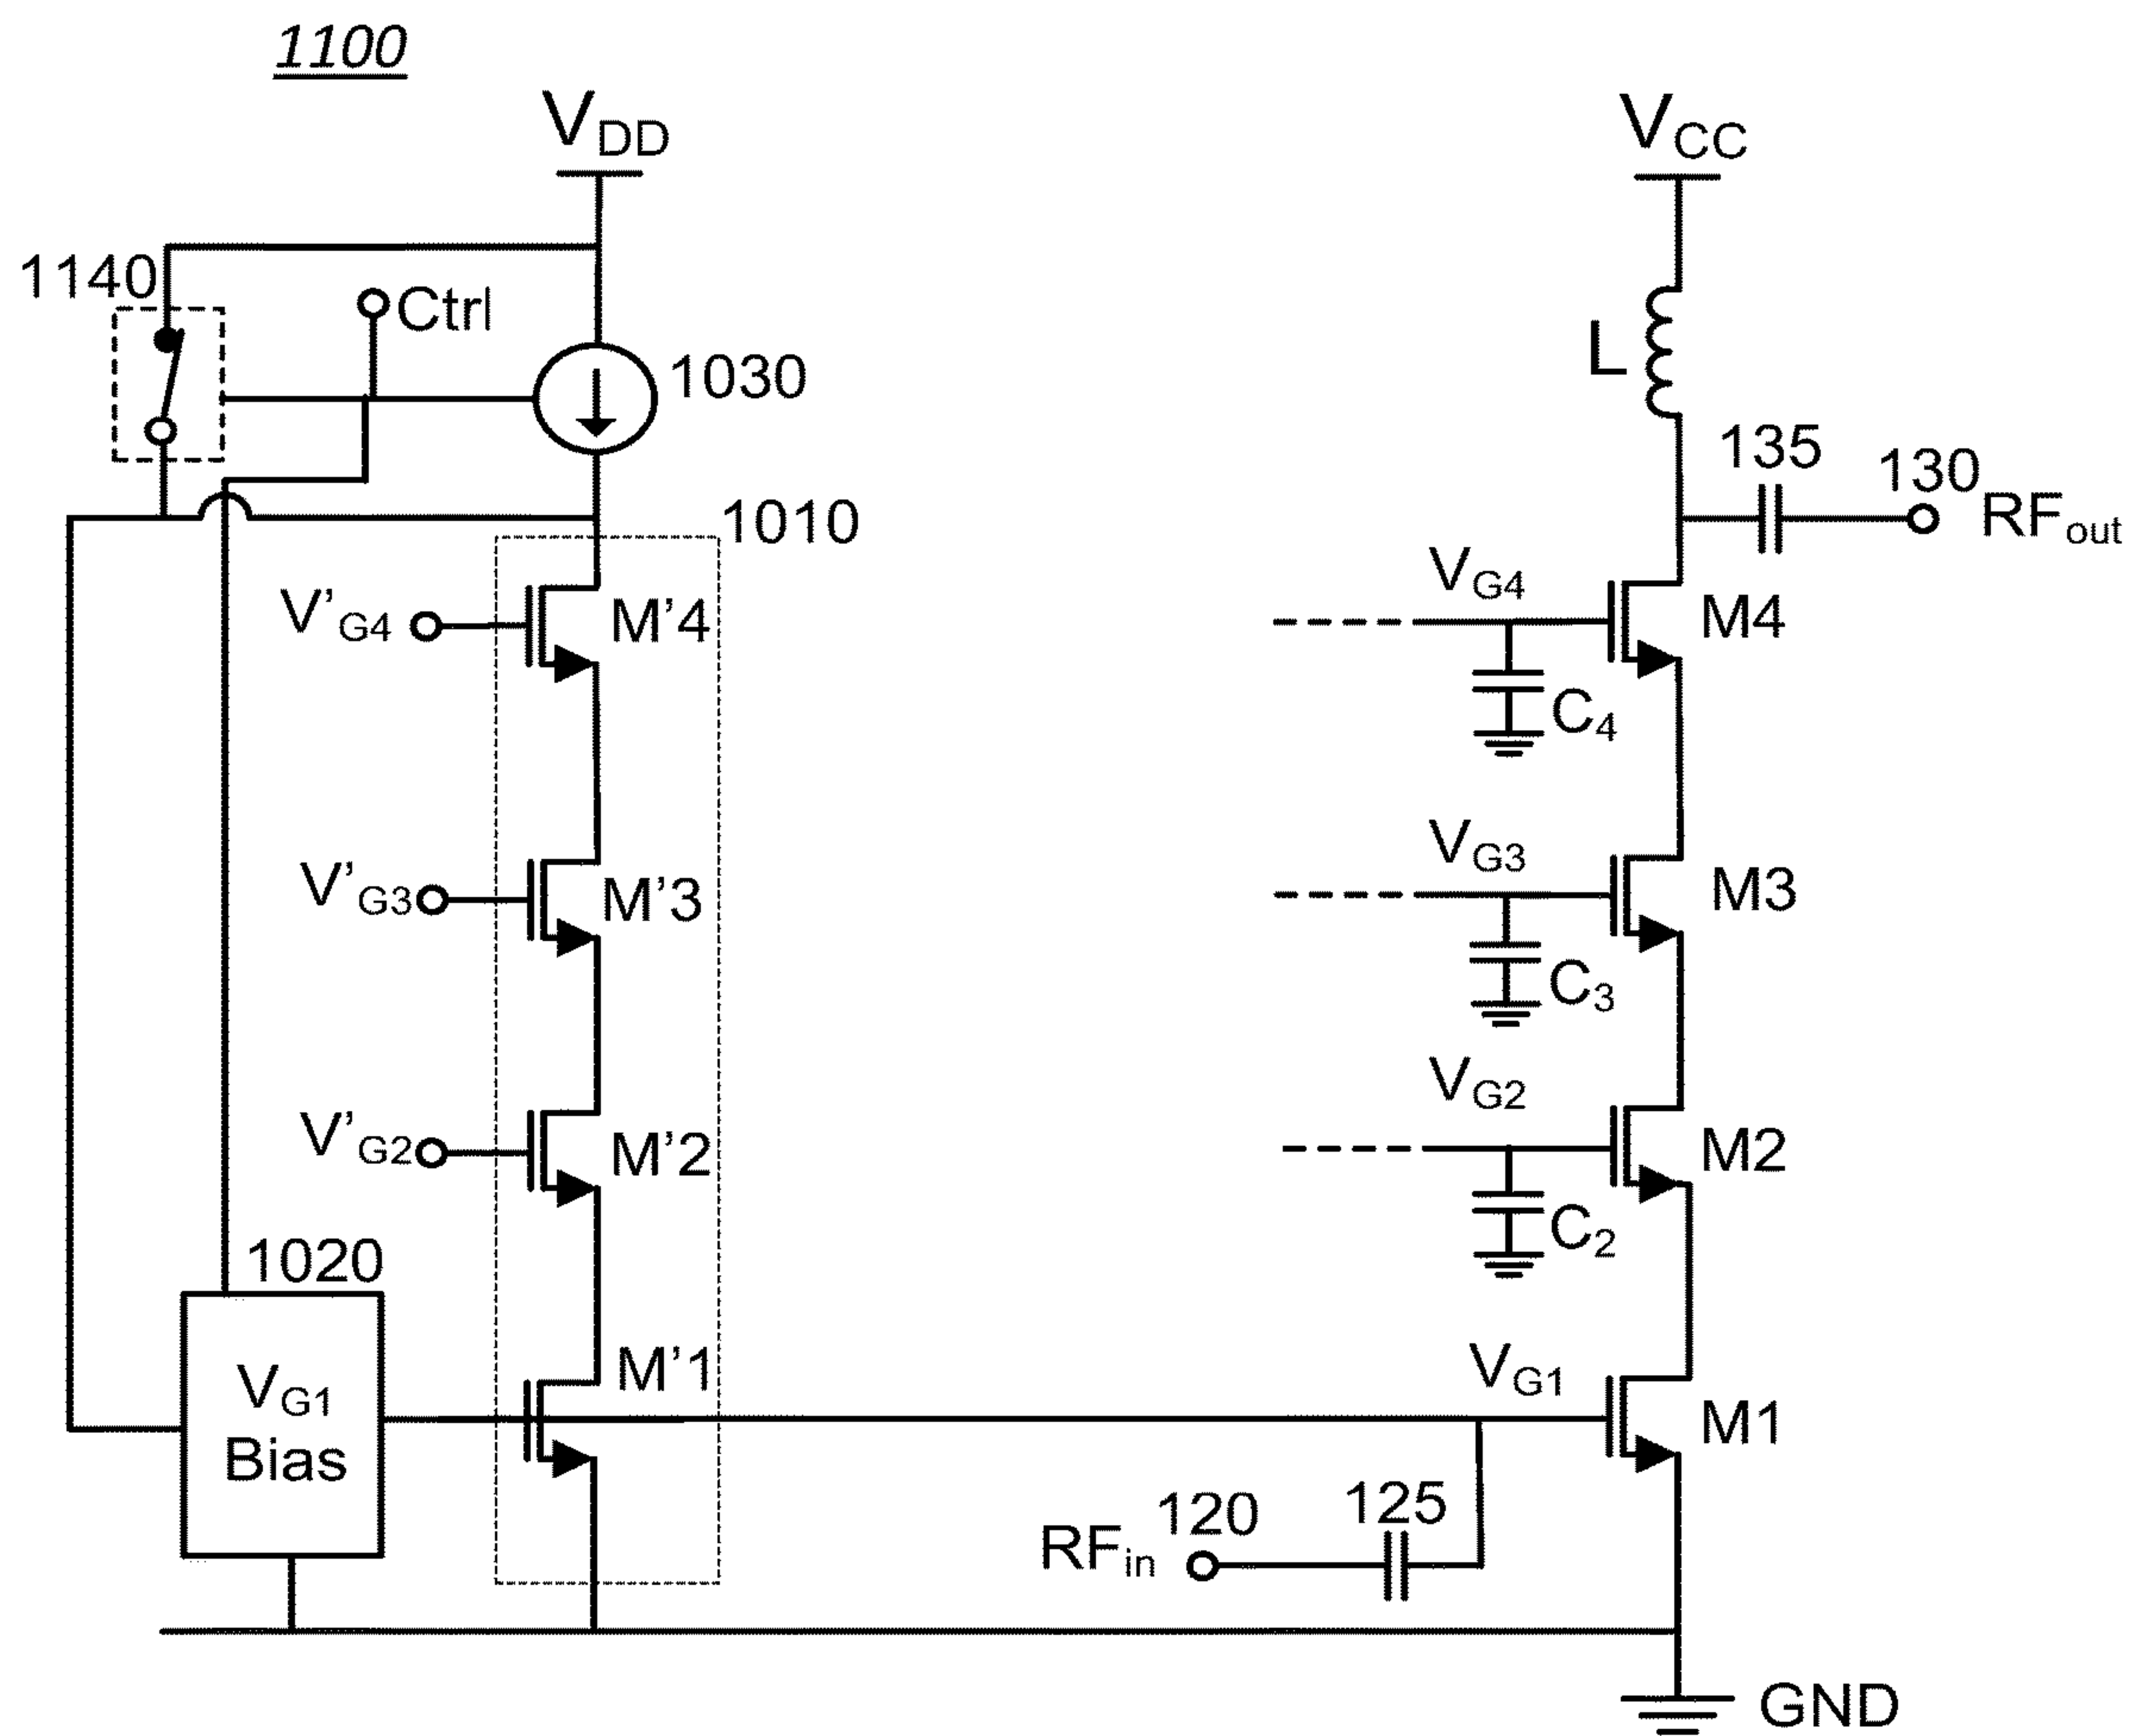 1100
VDD
VCC
1140
Ctrl
1030
L
135
130
RFout
1010
V'G4
M'4
VG4
M4
C4
V'G3
M'3
VG3
M3
C3
V'G2
M'2
VG2
M2
C2
1020
VG1
Bias
M'1
VG1
M1
RFin
120
125
GND